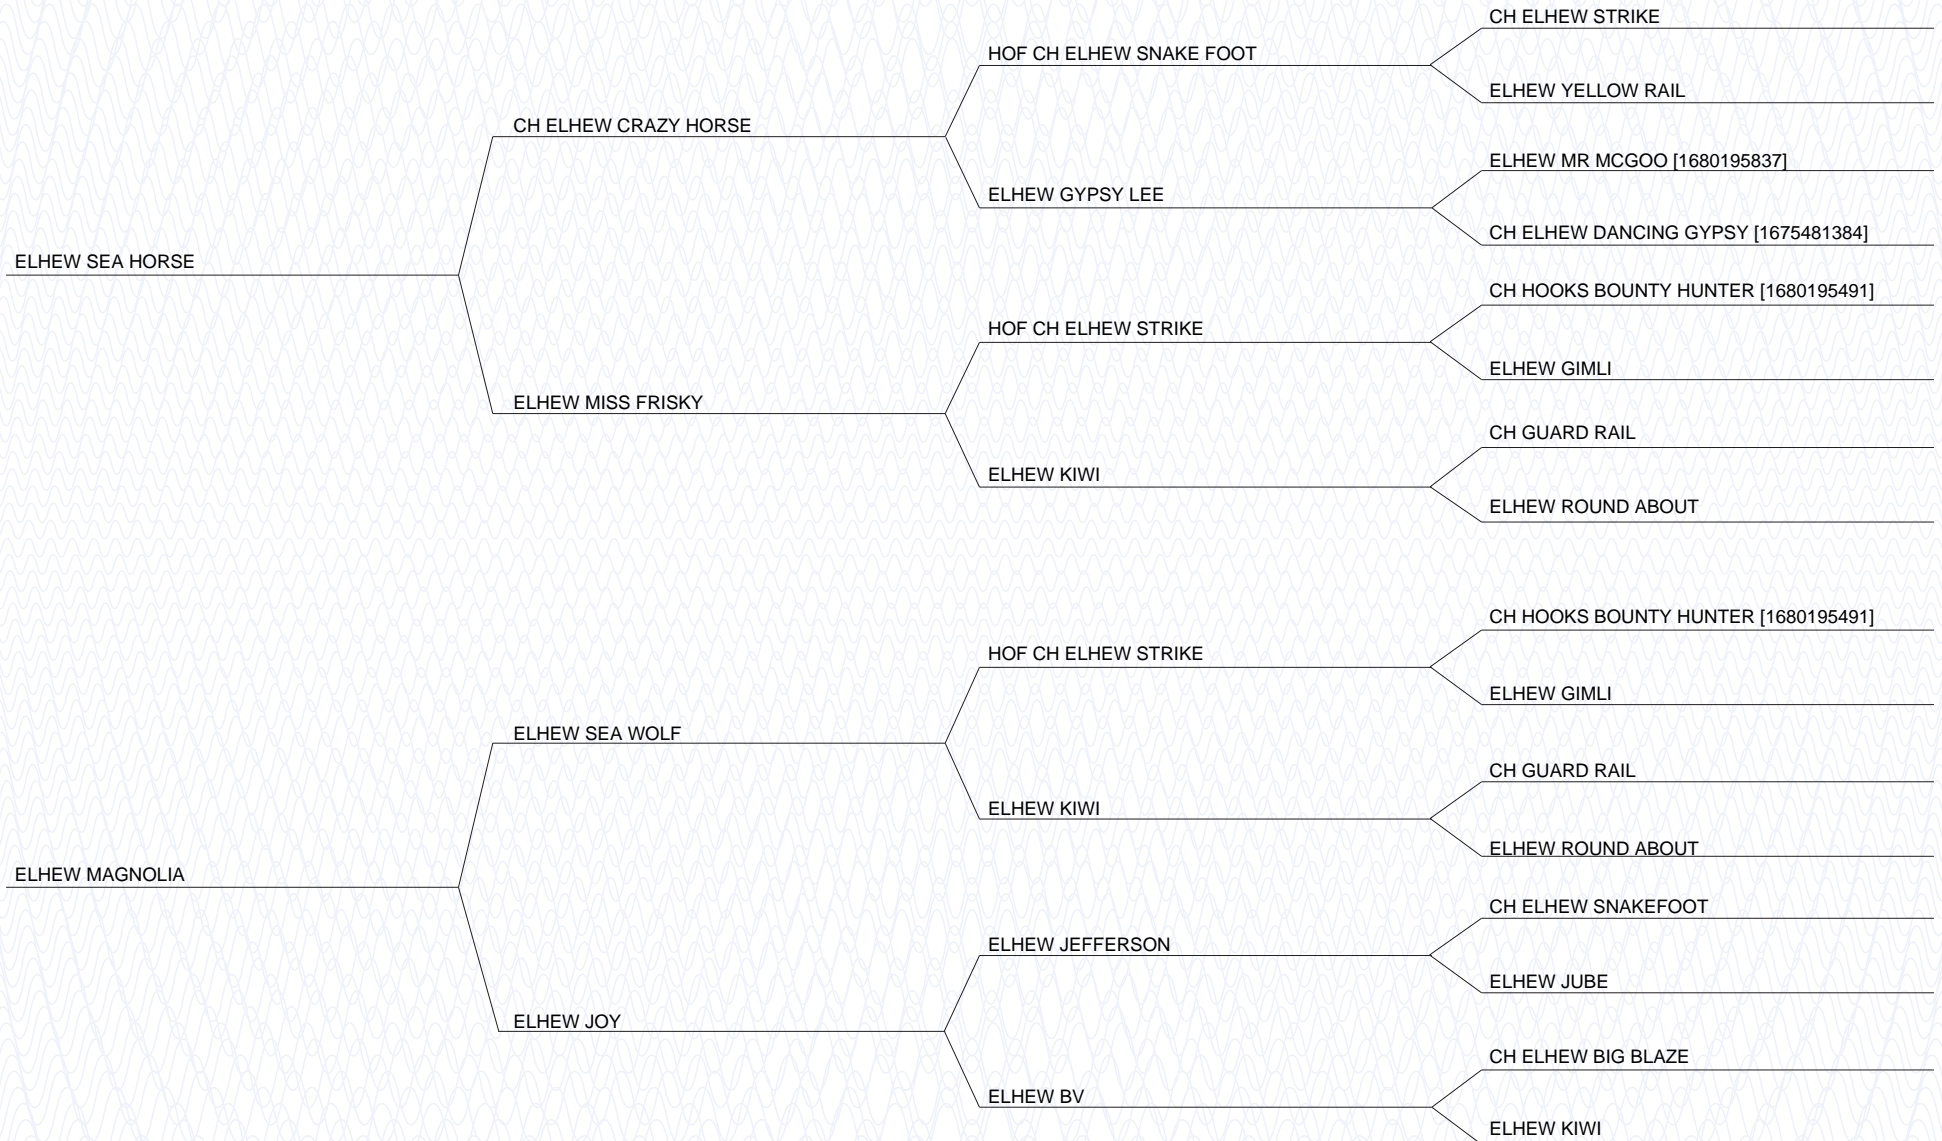 CH ELHEW STRIKE
HOF CH ELHEW SNAKE FOOT
ELHEW YELLOW RAIL
CH ELHEW CRAZY HORSE
ELHEW MR MCGOO [1680195837]
ELHEW GYPSY LEE
CH ELHEW DANCING GYPSY [1675481384]
ELHEW SEA HORSE
CH HOOKS BOUNTY HUNTER [1680195491]
HOF CH ELHEW STRIKE
ELHEW GIMLI
ELHEW MISS FRISKY
CH GUARD RAIL
ELHEW KIWI
ELHEW ROUND ABOUT
CH HOOKS BOUNTY HUNTER [1680195491]
HOF CH ELHEW STRIKE
ELHEW GIMLI
ELHEW SEA WOLF
CH GUARD RAIL
ELHEW KIWI
ELHEW ROUND ABOUT
ELHEW MAGNOLIA
CH ELHEW SNAKEFOOT
ELHEW JEFFERSON
ELHEW JUBE
ELHEW JOY
CH ELHEW BIG BLAZE
ELHEW BV
ELHEW KIWI